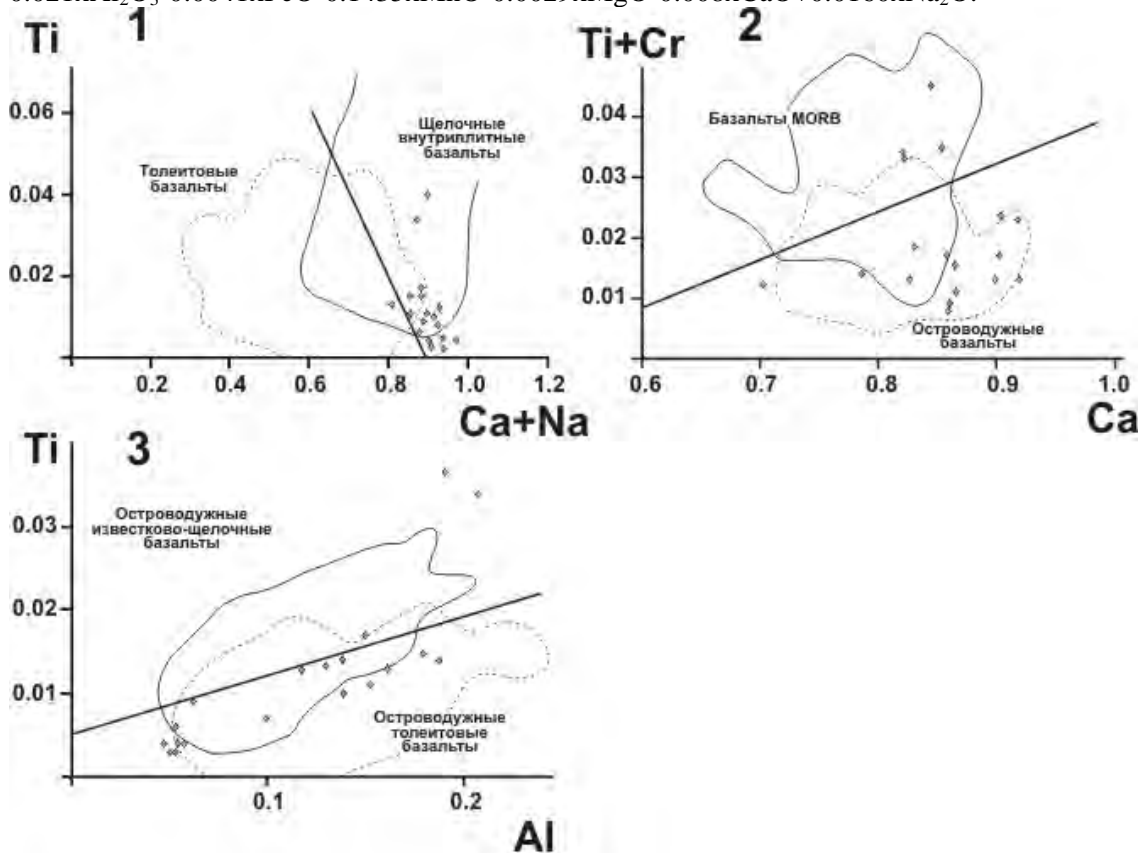 Ti 1
0.06
0.04
0.02
Толеитовые
базальты
Щелочные
внутриплитные
базальты
0.2 0.4 0.6 0.8 1.0 1.2
Ca+Na
Ti+Cr 2
0.04
0.03
0.02
0.01
Базальты MORB
Островодужные
базальты
0.6 0.7 0.8 0.9 1.0
Ca
Ti 3
0.03
0.02
0.01
Островодужные
известково-щелочные
базальты
Островодужные
толеитовые
базальты
0.1 0.2
Al